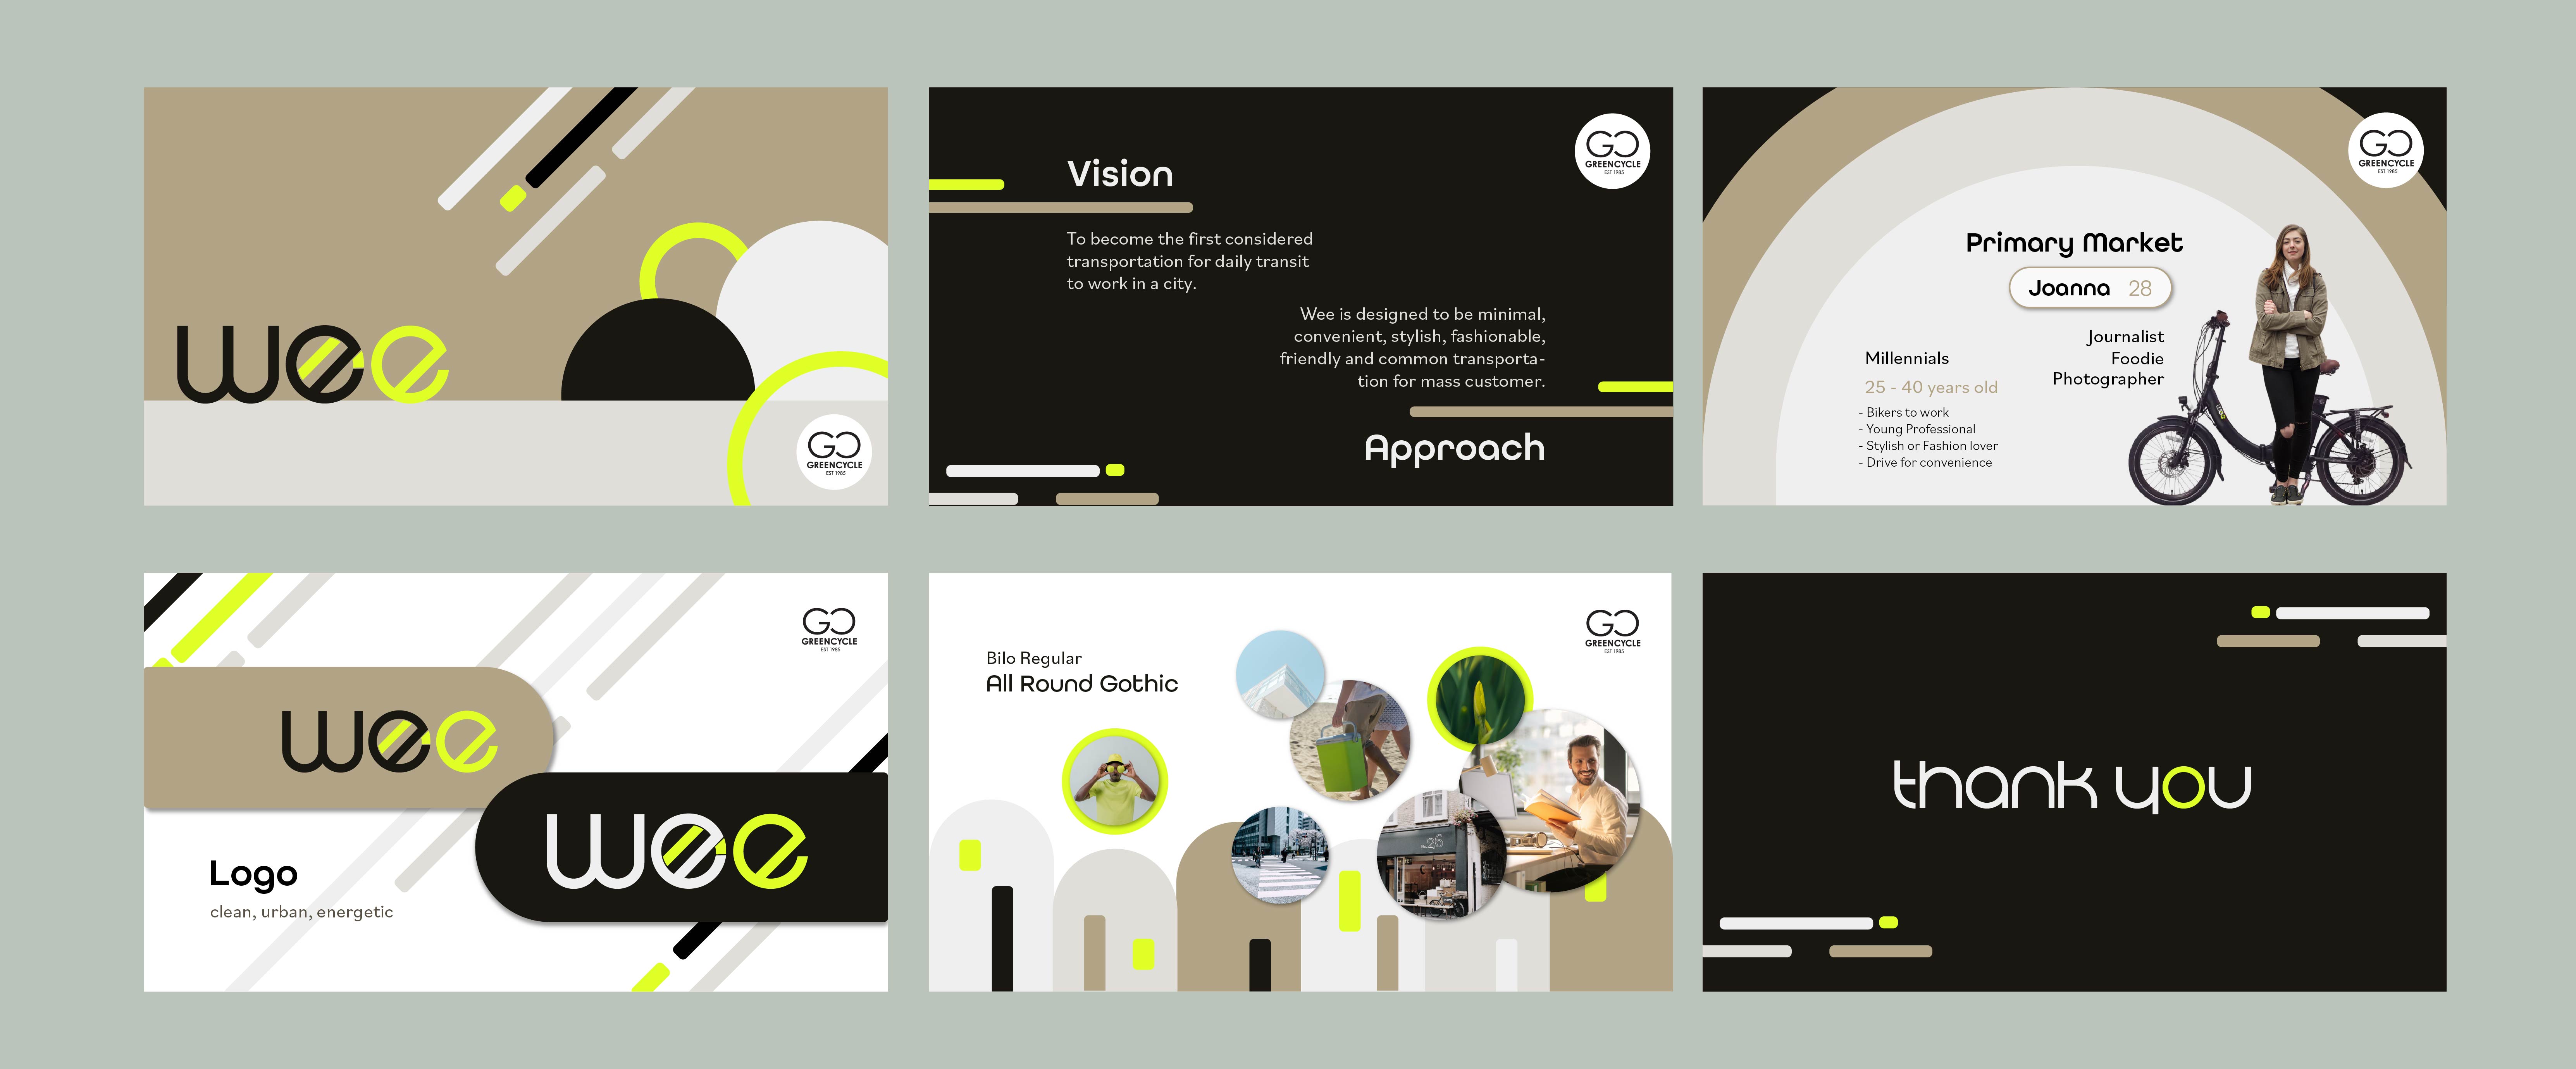 wee
GC
GREENCYCLE
EST 1985
Vision
To become the first considered
transportation for daily transit
to work in a city.
Wee is designed to be minimal,
convenient, stylish, fashionable,
friendly and common transporta-
tion for mass customer.
Approach
GC
GREENCYCLE
EST 1985
GC
GREENCYCLE
EST 1985
Primary Market
Joanna 28
Journalist
Foodie
Photographer
Millennials
25 - 40 years old
- Bikers to work
- Young Professional
- Stylish or Fashion lover
- Drive for convenience
GC
GREENCYCLE
EST 1985
wee
wee
Logo
clean, urban, energetic
GC
GREENCYCLE
EST 1985
Bilo Regular
All Round Gothic
26
thank you